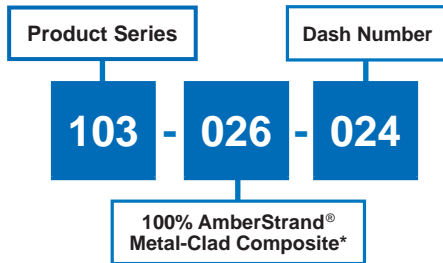 Product Series
Dash Number
103 - 026 - 024
100% AmberStrand®
Metal-Clad Composite*